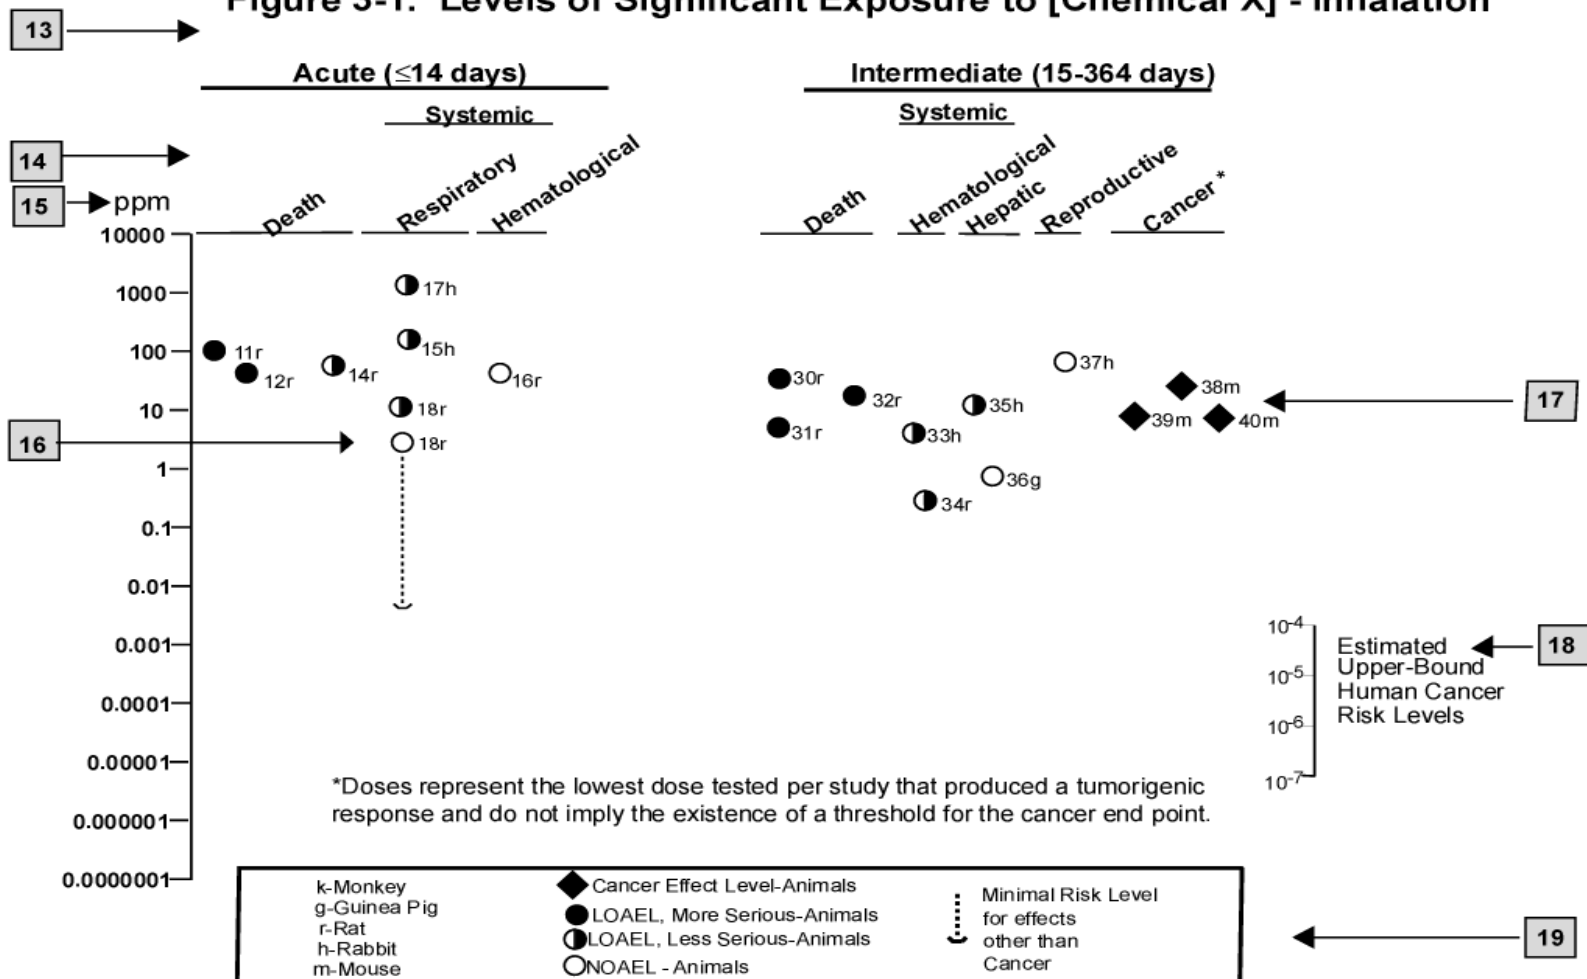 Figure 3-1. Levels of Significant Exposure to [Chemical X] - Inhalation
13
Acute (≤14 days)
Intermediate (15-364 days)
Systemic
Systemic
14
15
ppm
Death
Respiratory
Hematological
Death
Hematological
Hepatic
Reproductive
Cancer*
10000
1000
100
10
1
0.1
0.01
0.001
0.0001
0.00001
0.000001
0.0000001
17h
15h
11r
12r
14r
16r
18r
18r
16
30r
32r
31r
33h
34r
35h
36g
37h
38m
39m
40m
17
10-4
10-5
10-6
10-7
Estimated
Upper-Bound
Human Cancer
Risk Levels
18
*Doses represent the lowest dose tested per study that produced a tumorigenic
response and do not imply the existence of a threshold for the cancer end point.
k-Monkey
g-Guinea Pig
r-Rat
h-Rabbit
m-Mouse
Cancer Effect Level-Animals
LOAEL, More Serious-Animals
LOAEL, Less Serious-Animals
NOAEL - Animals
Minimal Risk Level
for effects
other than
Cancer
19